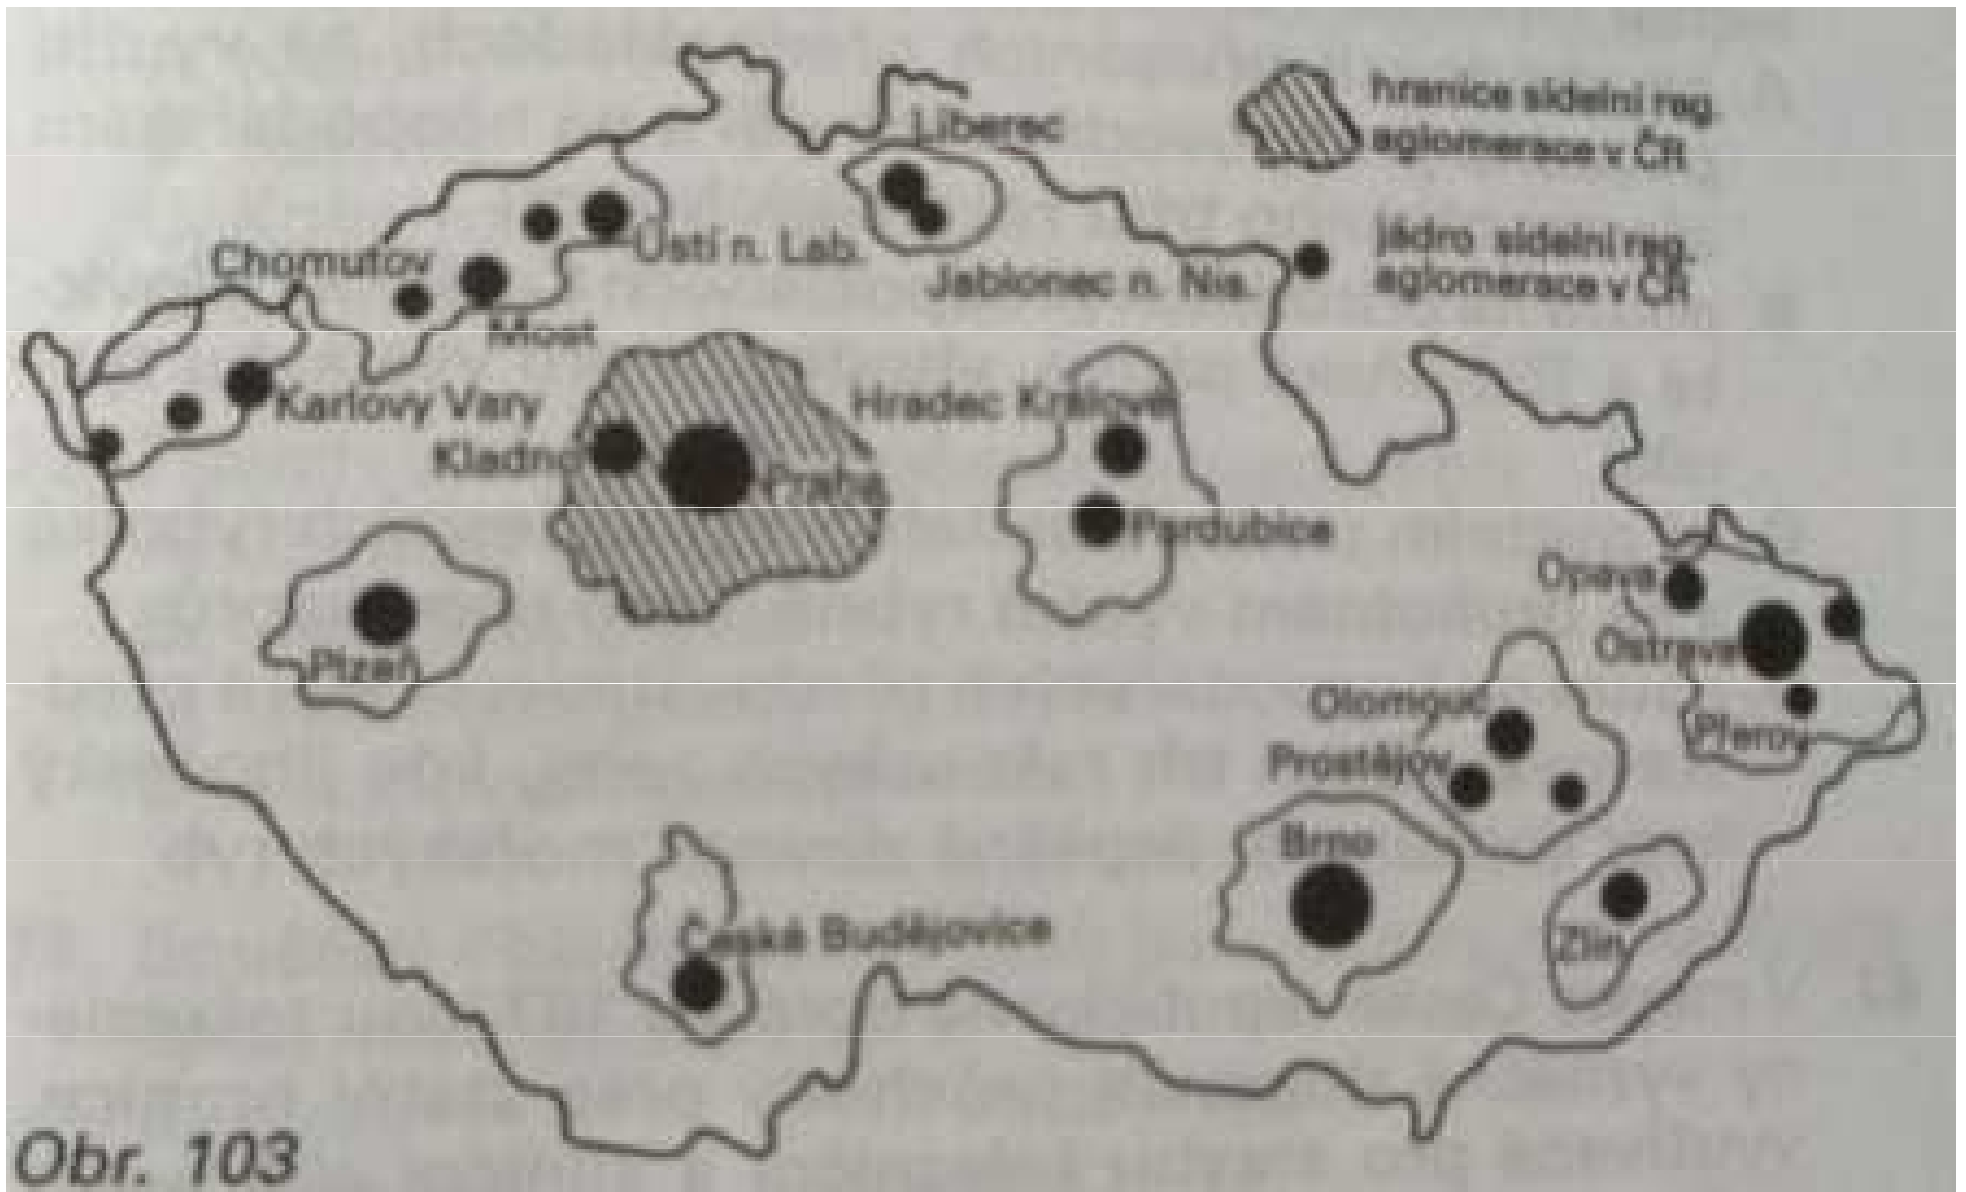 hranice sídelní reg.
aglomerace v ČR
Liberec
jádro sídelní reg.
aglomerace v ČR
Chomutov
Ústí n. Lab.
Jablonec n. Nis.
Most
Karlovy Vary
Hradec Králové
Kladno
Praha
Pardubice
Opava
Plzeň
Ostrava
Olomouc
Přerov
Prostějov
Brno
České Budějovice
Zlín
Obr. 103